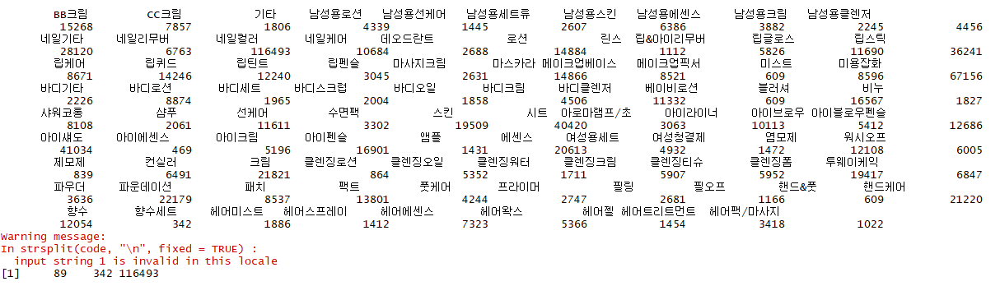 BB크림 CC크림 기타 남성용로션 남성용선케어 남성용세트류 남성용스킨 남성용에센스 남성용크림 남성용클렌저
15268 7857 1806 4339 1445 2607 6386 3882 2245 4456
네일기타 네일리무버 네일컬러 네일케어 데오드란트 로션 린스 립&아이리무버 립글로스 립스틱
28120 6763 116493 10684 2688 14884 1112 5826 11690 36241
립케어 립퀴드 립틴트 립펜슬 마사지크림 마스카라 메이크업베이스 메이크업픽서 미스트 미용잡화
8671 14246 12240 3045 2631 14866 8521 609 8596 67156
바디기타 바디로션 바디세트 바디스크럽 바디오일 바디크림 바디클렌저 베이비로션 블러셔 비누
2226 8874 1965 2004 1858 4506 11332 609 16567 1827
샤워코롱 샴푸 선케어 수면팩 스킨 시트 아로마램프/초 아이라이너 아이브로우 아이블로우펜슬
8108 2061 11611 3302 19509 40420 3063 10113 5412 12686
아이섀도 아이에센스 아이크림 아이펜슬 앰플 에센스 여성용세트 여성청결제 염모제 워시오프
41034 469 5196 16901 1431 20613 4932 1472 12108 6005
제모제 컨실러 크림 클렌징로션 클렌징오일 클렌징워터 클렌징크림 클렌징티슈 클렌징폼 투웨이케익
839 6491 21821 864 5352 1711 5907 5952 19417 6847
파우더 파운데이션 패치 팩트 풋케어 프라이머 필링 필오프 핸드&풋 핸드케어
3636 22179 8537 13801 4244 2747 2681 1166 609 21220
향수 향수세트 헤어미스트 헤어스프레이 헤어에센스 헤어왁스 헤어젤 헤어트리트먼트 헤어팩/마사지
12054 342 1886 1412 7323 5366 1454 3418 1022
Warning message:
In strsplit(code, "\n", fixed = TRUE) :
input string 1 is invalid in this locale
[1] 89 342 116493